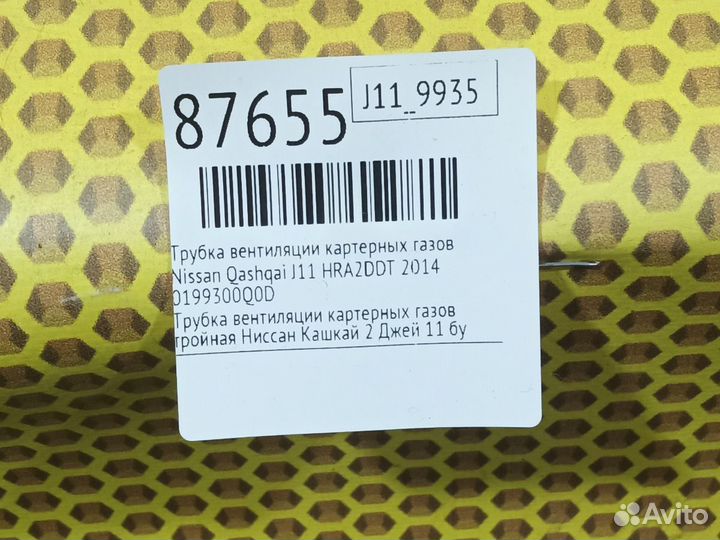 87655
J11_9935
Трубка вентиляции картерных газов
Nissan Qashqai J11 HRA2DDT 2014
0199300Q0D
Трубка вентиляции картерных газов
тройная Ниссан Кашкай 2 Джей 11 бу
Avito